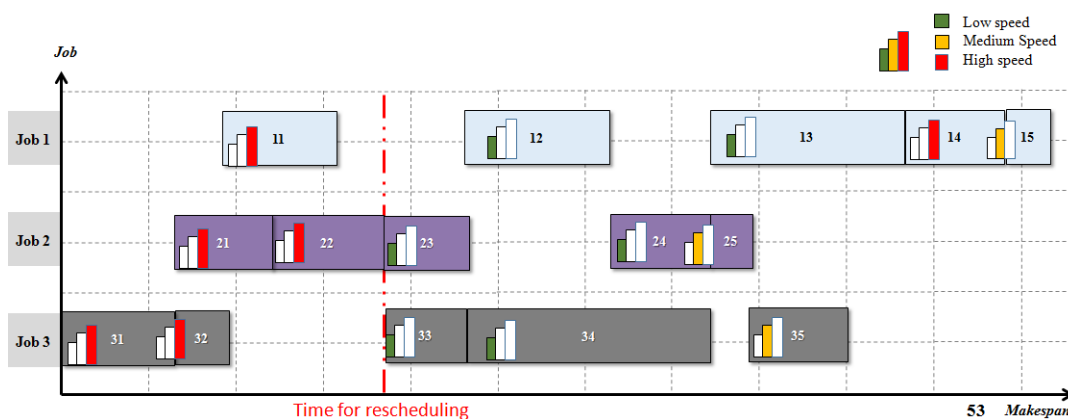 Low speed
Medium Speed
High speed
Job
Job 1
11
12
13
14
15
Job 2
21
22
23
24
25
Job 3
31
32
33
34
35
Time for rescheduling
53
Makespan